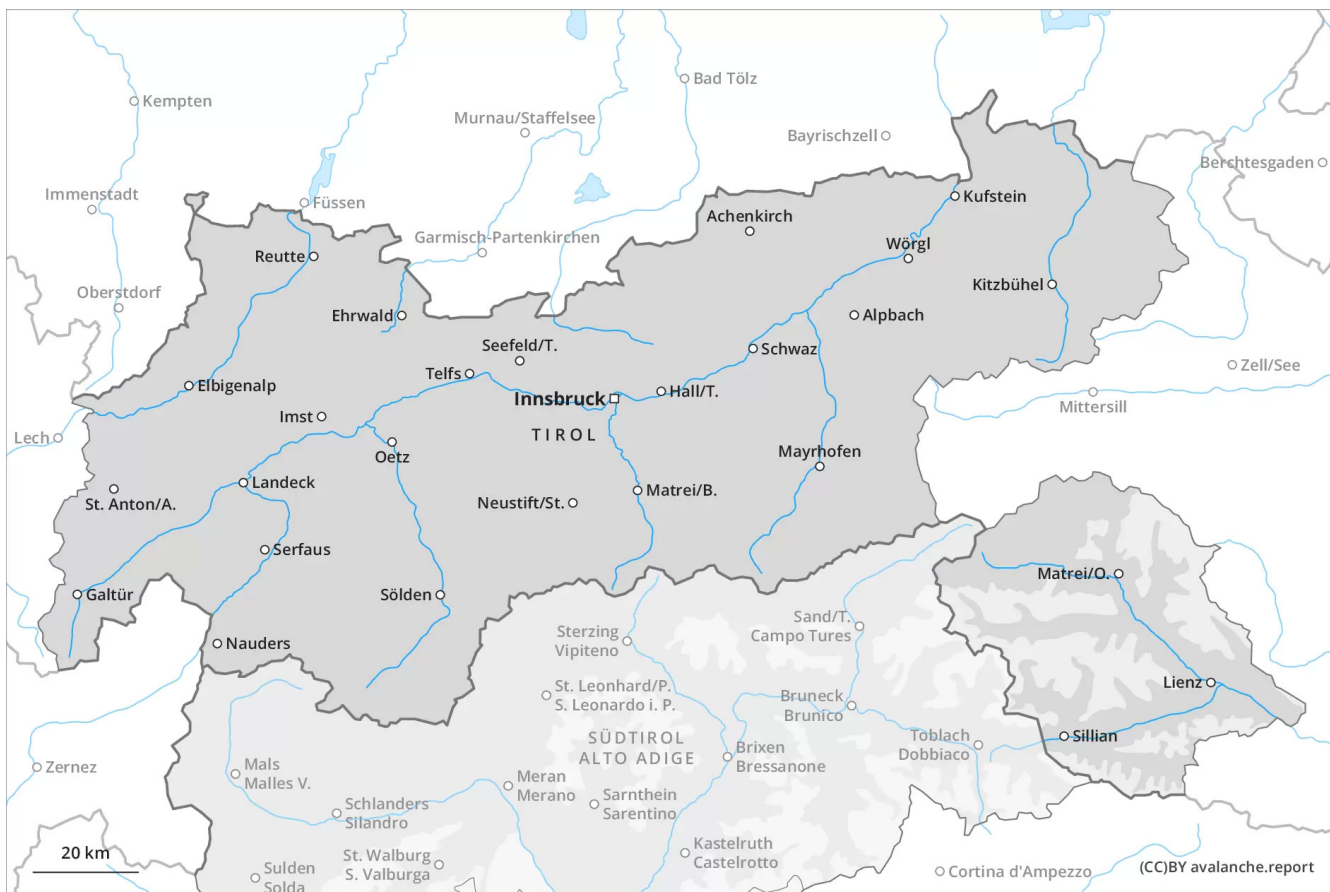 Bad Tölz
Kempten
Murnau/Staffelsee
Bayrischzell
Berchtesgaden
Immenstadt
Füssen
Kufstein
Achenkirch
Garmisch-Partenkirchen
Wörgl
Reutte
Kitzbühel
Oberstdorf
Ehrwald
Alpbach
Seefeld/T.
Schwaz
Zell/See
Telfs
Elbigenalp
Hall/T.
Innsbruck
Mittersill
Imst
TIROL
Lech
Oetz
Mayrhofen
Landeck
Matrei/B.
St. Anton/A.
Neustift/St.
Serfaus
Matrei/O.
Galtür
Sölden
Sand/T.
Campo Tures
Sterzing
Vipiteno
Nauders
Lienz
St. Leonhard/P.
S. Leonardo i. P.
Bruneck
Brunico
SÜDTIROL
ALTO ADIGE
Toblach
Dobbiaco
Sillian
Brixen
Bressanone
Zernez
Mals
Malles V.
Meran
Merano
Sarnthein
Sarentino
Schlanders
Silandro
Kastelruth
Castelrotto
20 km
St. Walburg
S. Valburga
Sulden
Solda
Cortina d'Ampezzo
(CC)BY avalanche.report